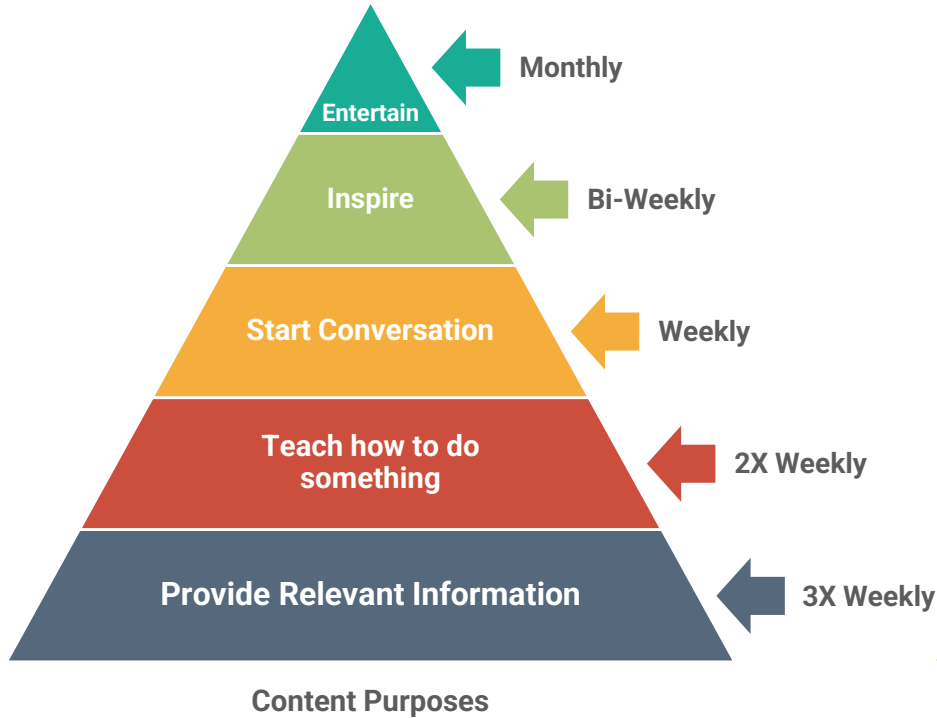 Monthly
Entertain
Inspire
Bi-Weekly
Start Conversation
Weekly
Teach how to do
something
2X Weekly
Provide Relevant Information
3X Weekly
Content Purposes